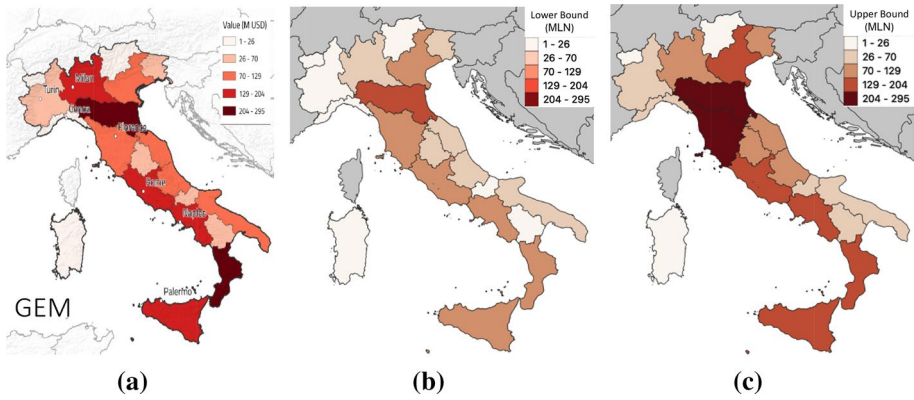 Value (M USD)
1 - 26
26 - 70
70 - 129
129 - 204
204 - 295
Milan
Turin
Florence
Rome
Naples
Palermo
GEM
(a)
Lower Bound
(MLN)
1 – 26
26 - 70
70 - 129
129 - 204
204 - 295
(b)
Upper Bound
(MLN)
1 – 26
26 - 70
70 - 129
129 - 204
204 - 295
(c)